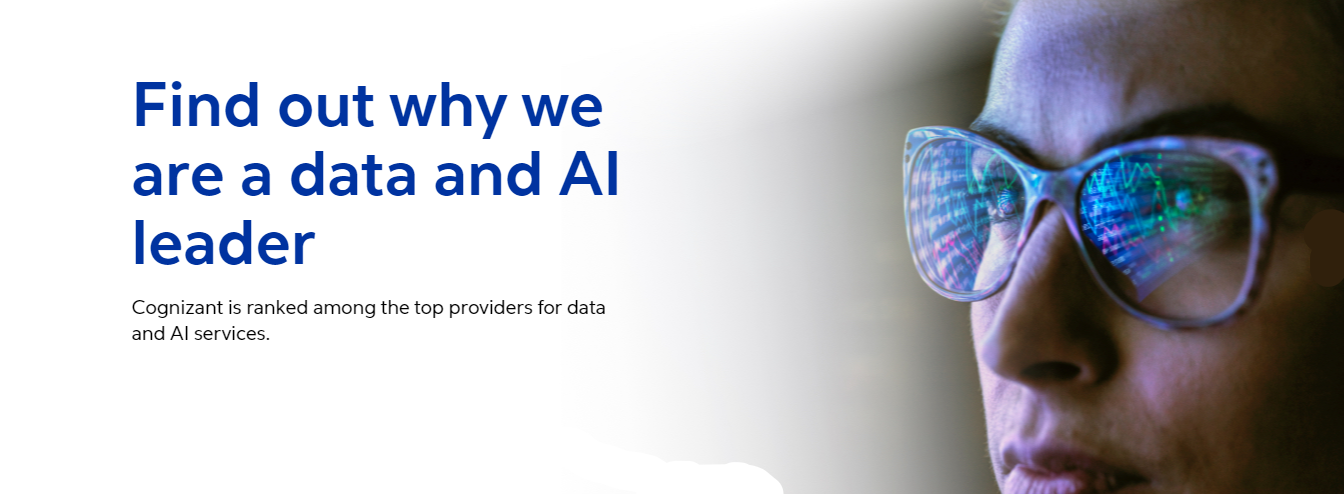 Find out why we
are a data and AI
leader
Cognizant is ranked among the top providers for data
and AI services.